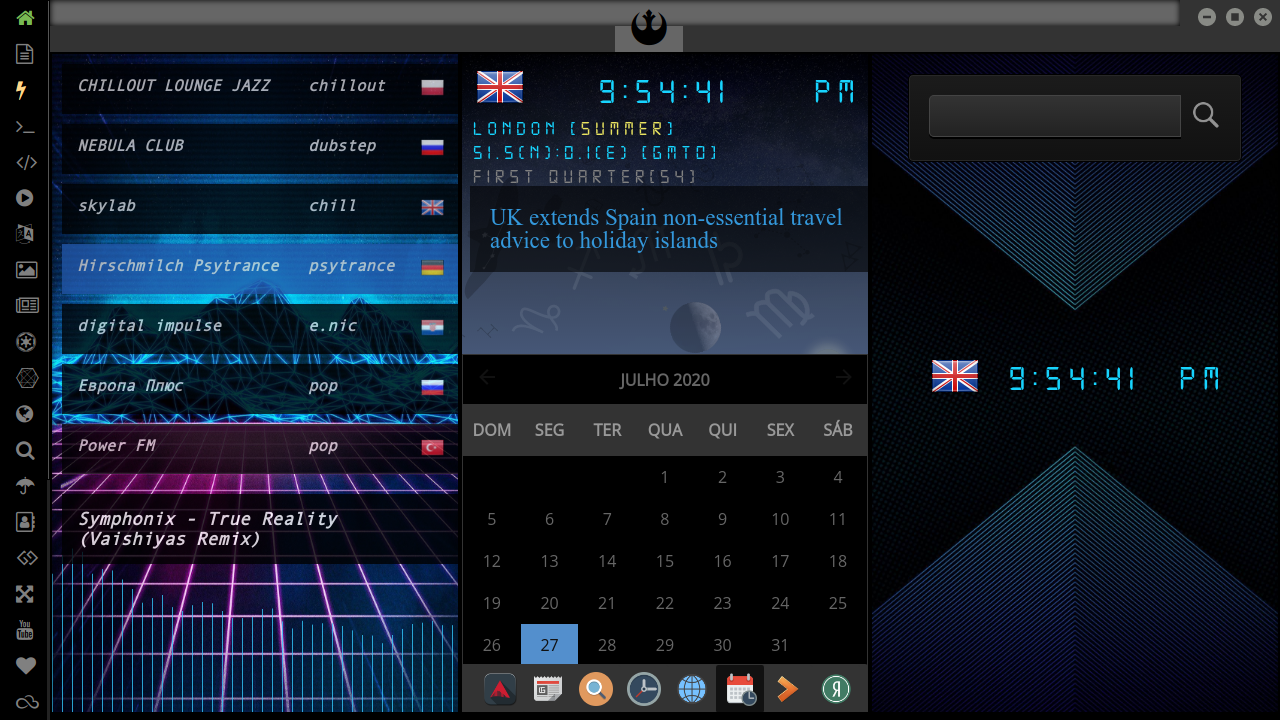 CHILLOUT LOUNGE JAZZ chillout
NEBULA CLUB dubstep
skylab chill
Hirschmilch Psytrance psytrance
digital impulse e.nic
Европа Плюс pop
Power FM pop
Symphonix - True Reality
(Vaishiyas Remix)
9:54:41 PM
LONDON (SUMMER)
51.5(N):0.1(E) (GMT0)
FIRST QUARTER(54)
UK extends Spain non-essential travel
advice to holiday islands
JULHO 2020
DOM SEG TER QUA QUI SEX SÁB
1 2 3 4
5 6 7 8 9 10 11
12 13 14 15 16 17 18
19 20 21 22 23 24 25
26 27 28 29 30 31
9:54:41 PM
You
Tube
Я